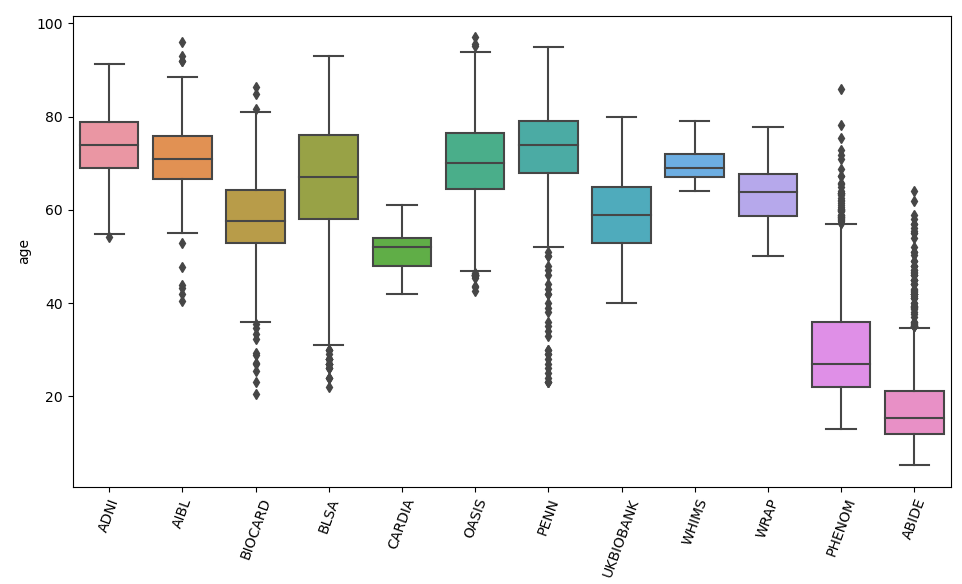 100
80
60
40
20
age
ADNI
AIBL
BIOCARD
BLSA
CARDIA
OASIS
PENN
UKBIOBANK
WHIMS
WRAP
PHENOM
ABIDE